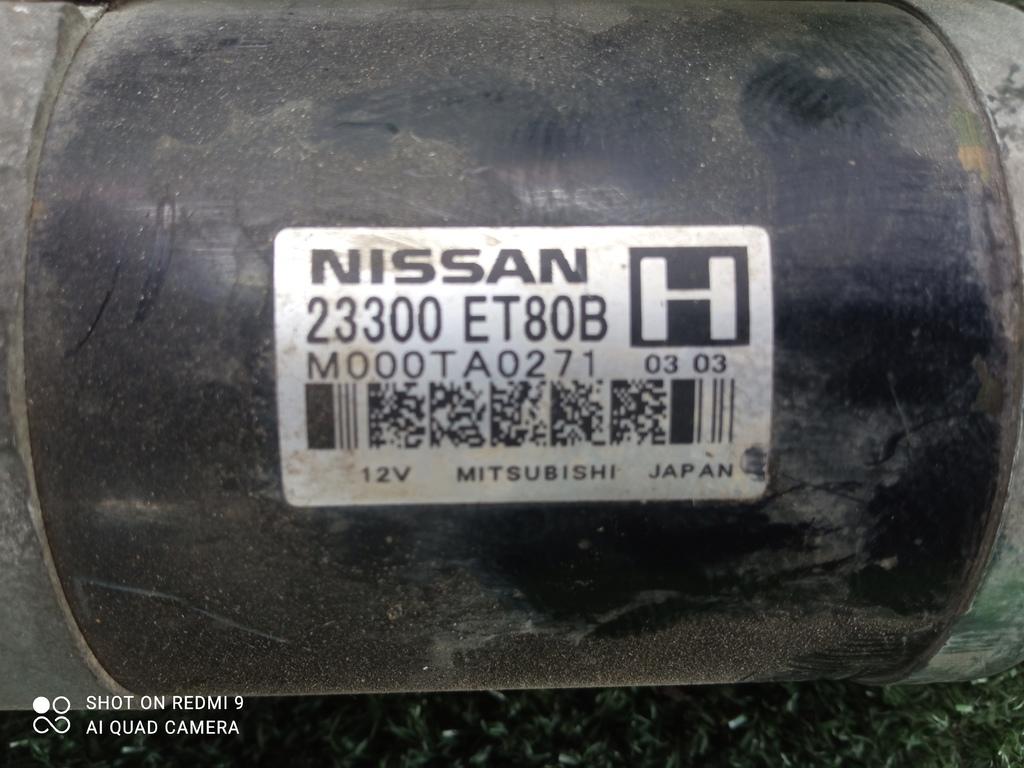 NISSAN
H
23300 ET80B
M000TA0271
03 03
12V MITSUBISHI JAPAN
SHOT ON REDMI 9
AI QUAD CAMERA